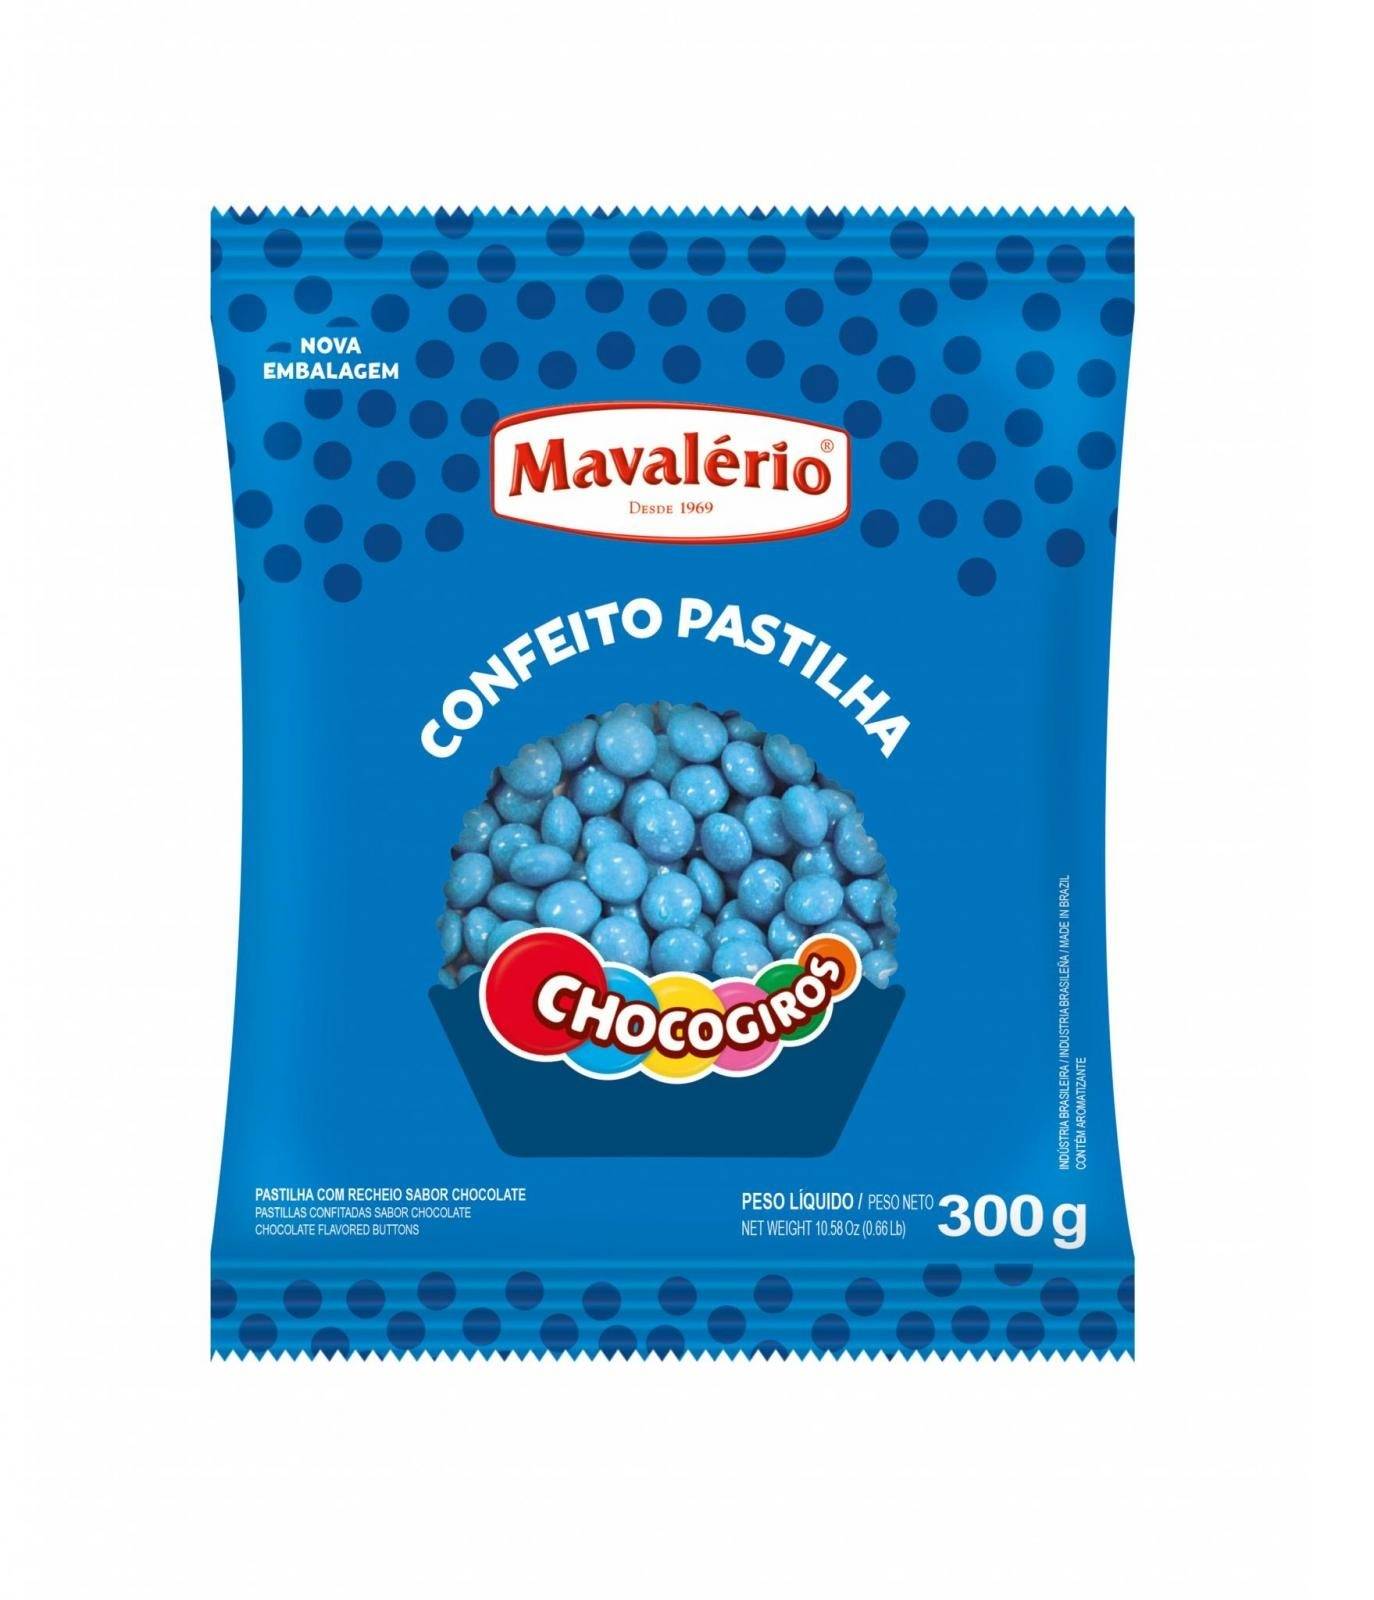 NOVA
EMBALAGEM
Mavalério®
DESDE 1969
CONFEITO PASTILHA
CHOCOGIROS
INDÚSTRIA BRASILEIRA / INDUSTRIA BRASILEÑA / MADE IN BRAZIL
CONTÉM AROMATIZANTE
PASTILHA COM RECHEIO SABOR CHOCOLATE
PASTILLAS CONFITADAS SABOR CHOCOLATE
CHOCOLATE FLAVORED BUTTONS
PESO LÍQUIDO / PESO NETO 300 g
NET WEIGHT 10.58 Oz (0.66 Lb)